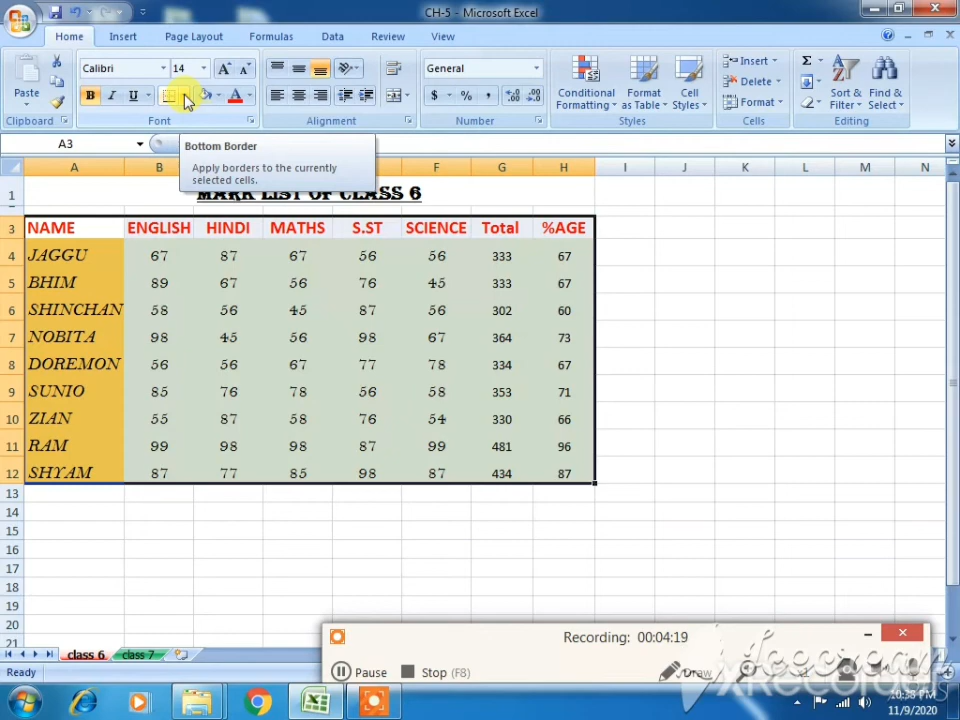 CH-5 - Microsoft Excel
Home Insert Page Layout Formulas Data Review View
Paste
Calibri 14
B I U
General
$ % ,
Conditional Formatting
Format as Table
Cell Styles
Insert
Delete
Format
Σ
Sort & Filter
Find & Select
Clipboard Font Alignment Number Styles Cells Editing
A3
Bottom Border
Apply borders to the currently
selected cells.
A B F G H I J K L M N
1 MARK LIST OF CLASS 6
3 NAME ENGLISH HINDI MATHS S.ST SCIENCE Total %AGE
4 JAGGU 67 87 67 56 56 333 67
5 BHIM 89 67 56 76 45 333 67
6 SHINCHAN 58 56 45 87 56 302 60
7 NOBITA 98 45 56 98 67 364 73
8 DOREMON 56 56 67 77 78 334 67
9 SUNIO 85 76 78 56 58 353 71
10 ZIAN 55 87 58 76 54 330 66
11 RAM 99 98 98 87 99 481 96
12 SHYAM 87 77 85 98 87 434 87
13
14
15
16
17
18
19
20
21
class 6 class 7
Ready
Recording: 00:04:19
Pause Stop (F8) Draw x1
10:38 PM
11/9/2020